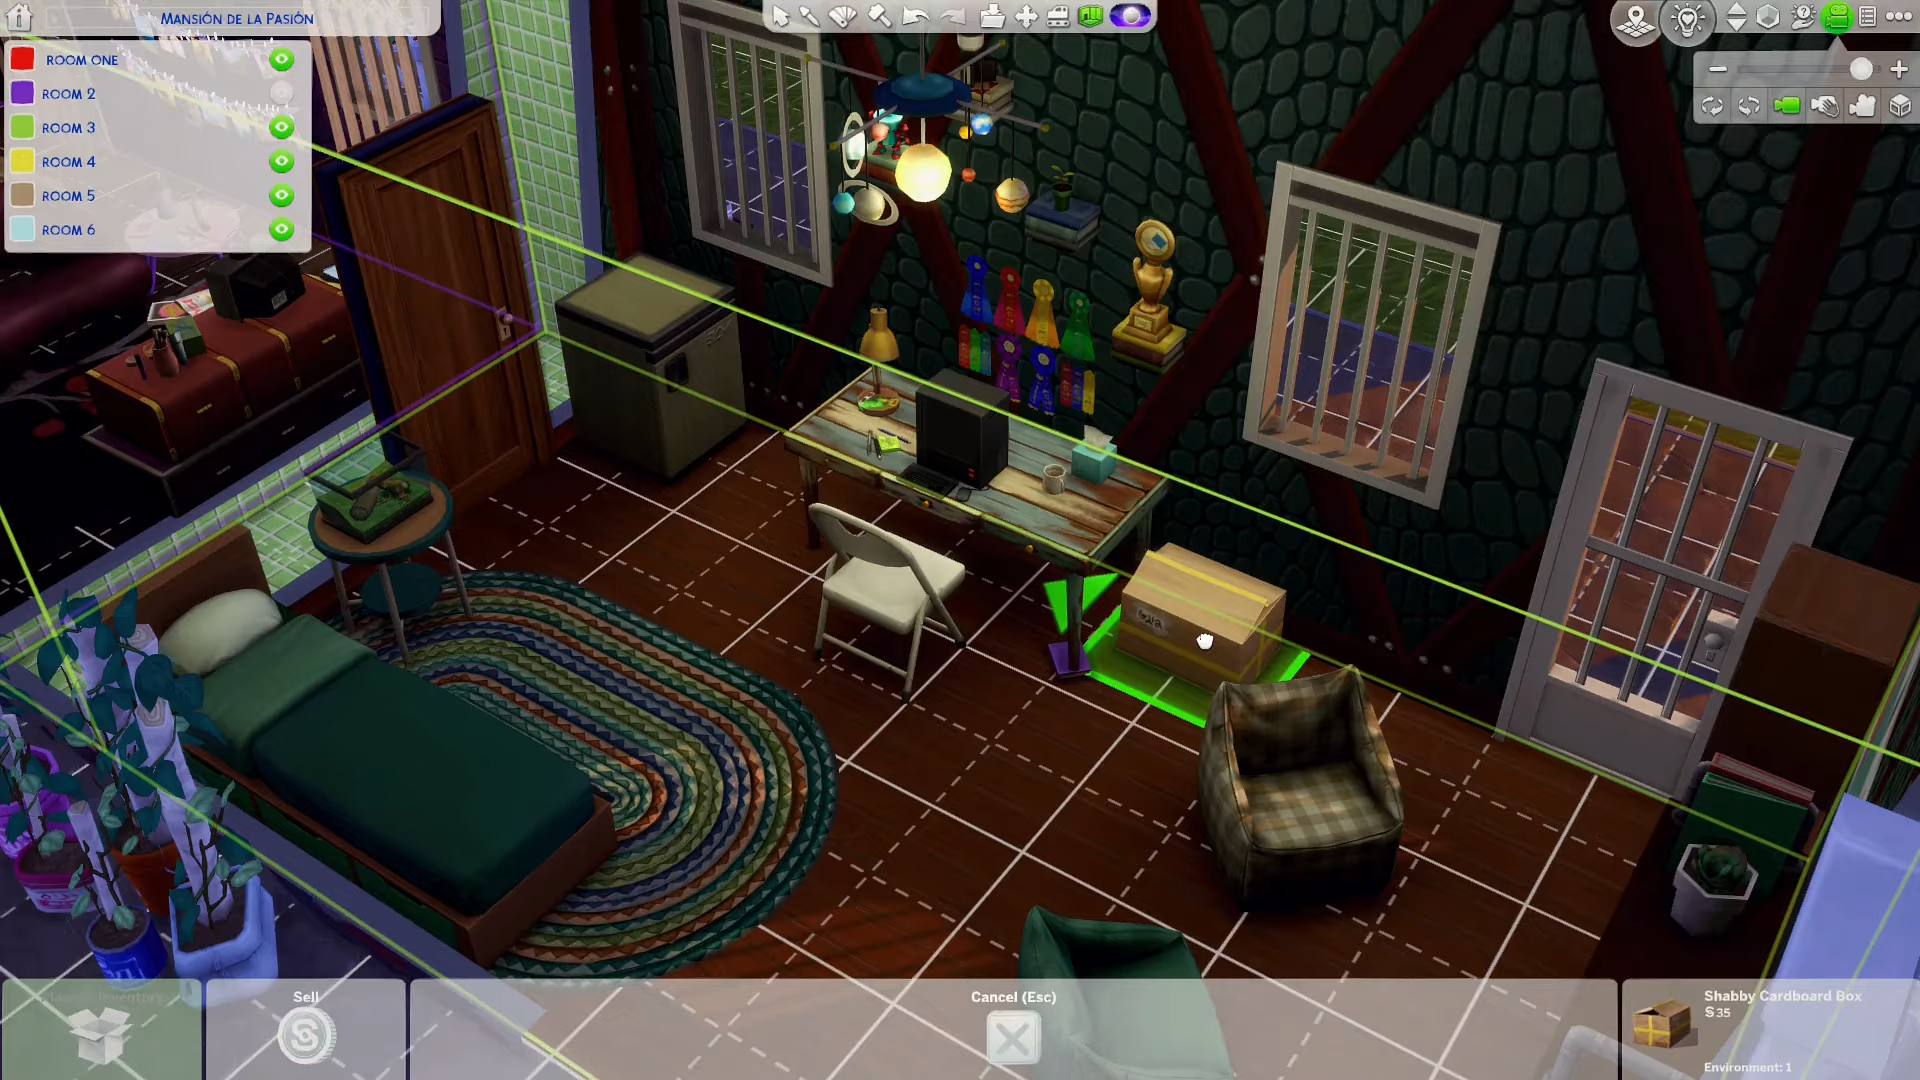 MANSIÓN DE LA PASIÓN
ROOM ONE
ROOM 2
ROOM 3
ROOM 4
ROOM 5
ROOM 6
Sell
Cancel (Esc)
Shabby Cardboard Box
§35
Environment: 1